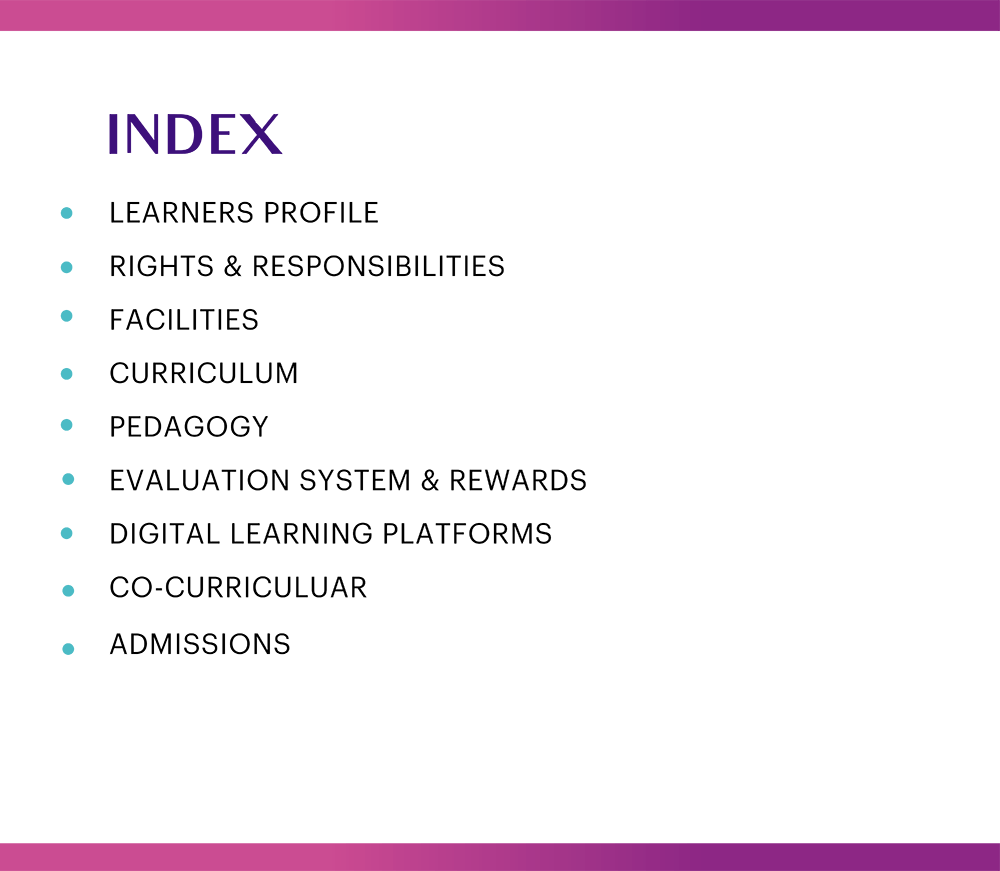 INDEX
LEARNERS PROFILE
RIGHTS & RESPONSIBILITIES
FACILITIES
CURRICULUM
PEDAGOGY
EVALUATION SYSTEM & REWARDS
DIGITAL LEARNING PLATFORMS
CO-CURRICULUAR
ADMISSIONS